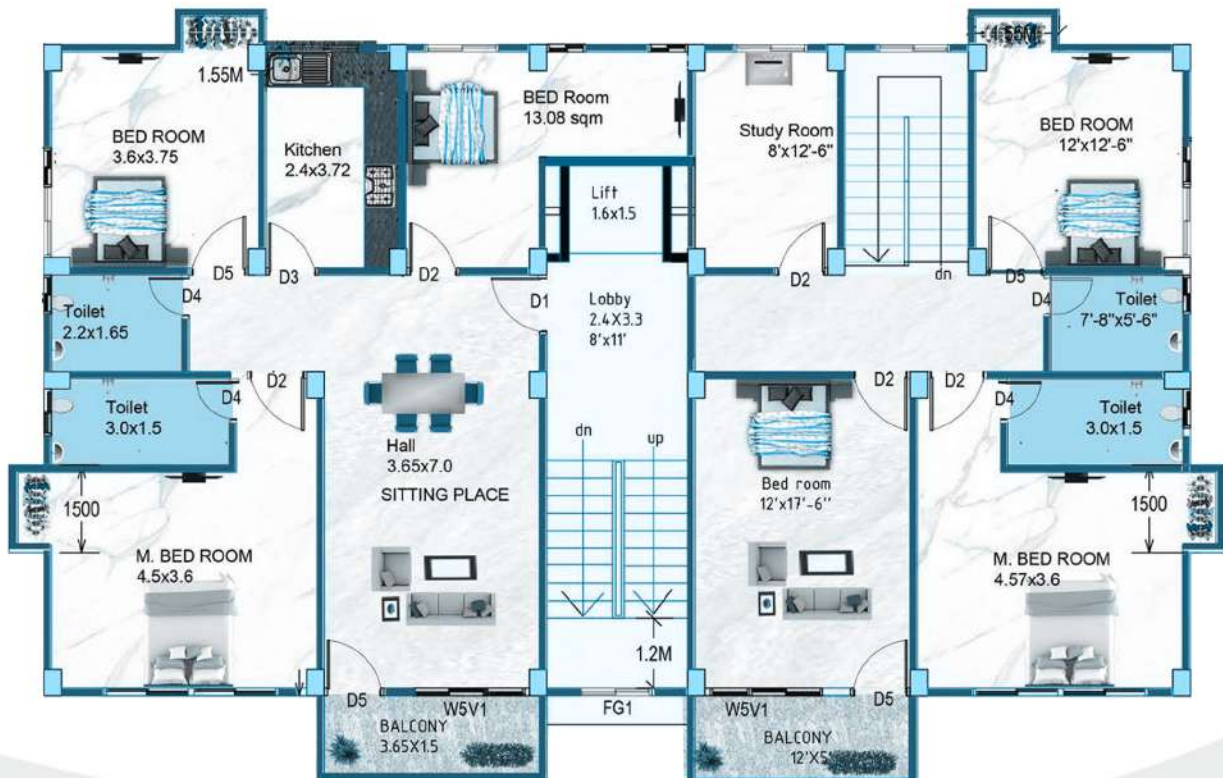 1.55M
1.55M
BED ROOM
3.6x3.75
Kitchen
2.4x3.72
BED Room
13.08 sqm
Study Room
8'x12'-6"
BED ROOM
12'x12'-6"
Lift
1.6x1.5
D5
D3
D2
D1
D2
dn
D5
D4
Toilet
2.2x1.65
Lobby
2.4X3.3
8'x11'
D4
Toilet
7'-8"x5'-6"
D2
D4
Toilet
3.0x1.5
D2
D2
D4
Toilet
3.0x1.5
Hall
3.65x7.0
SITTING PLACE
dn
up
Bed room
12'x17'-6''
1500
M. BED ROOM
4.5x3.6
1500
M. BED ROOM
4.57x3.6
1.2M
D5
W5V1
FG1
W5V1
D5
BALCONY
3.65X1.5
BALCONY
12'X5'